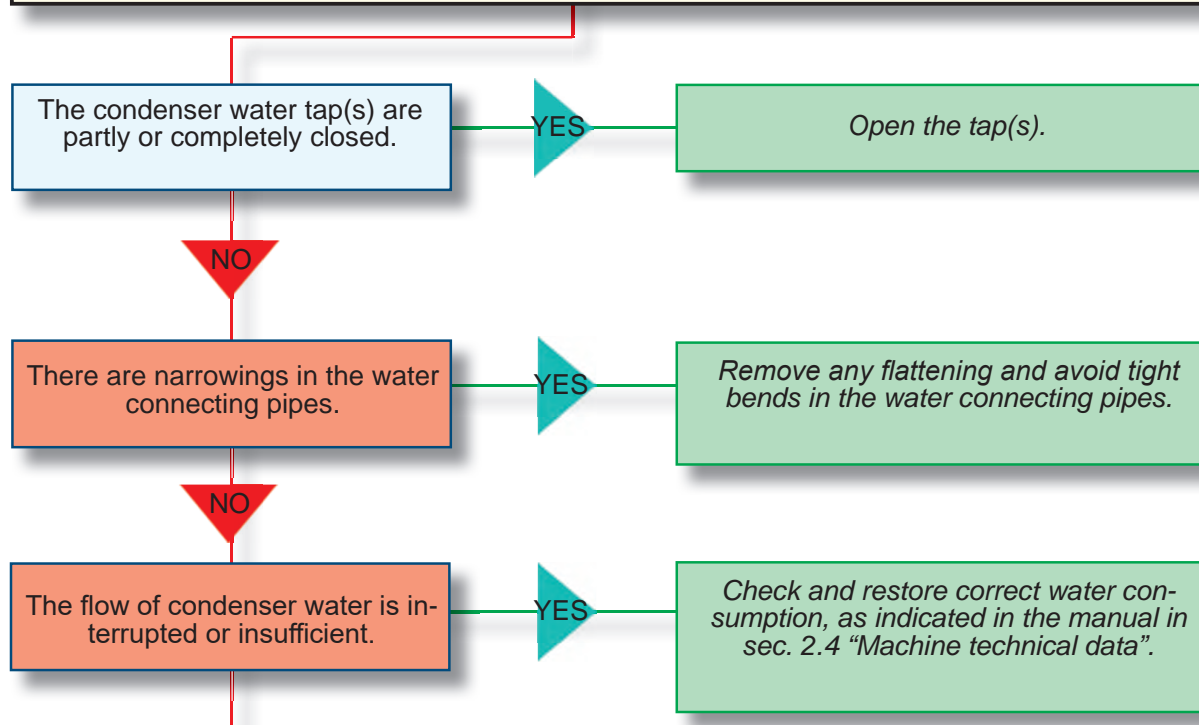 The condenser water tap(s) are
partly or completely closed.
YES
Open the tap(s).
NO
There are narrowings in the water
connecting pipes.
YES
Remove any flattening and avoid tight
bends in the water connecting pipes.
NO
The flow of condenser water is in-
terrupted or insufficient.
YES
Check and restore correct water con-
sumption, as indicated in the manual in
sec. 2.4 “Machine technical data”.